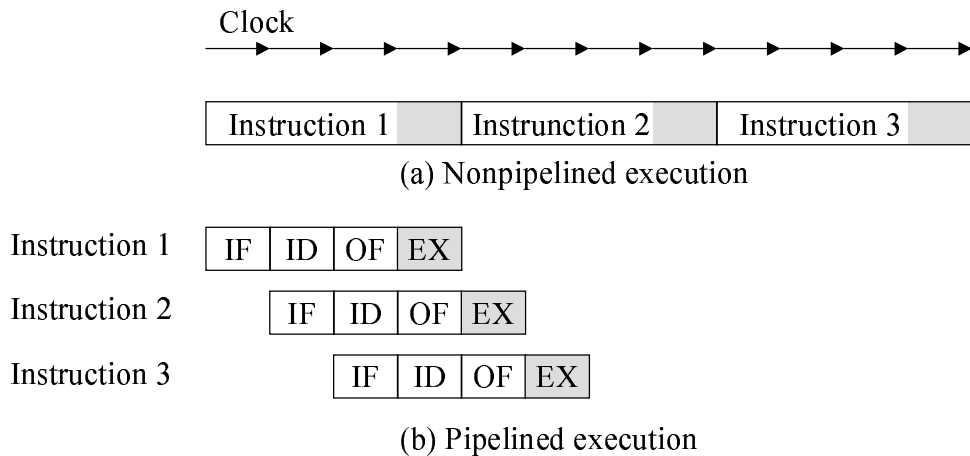 Clock
Instruction 1 Instrunction 2 Instruction 3
(a) Nonpipelined execution
Instruction 1 IF ID OF EX
Instruction 2 IF ID OF EX
Instruction 3 IF ID OF EX
(b) Pipelined execution